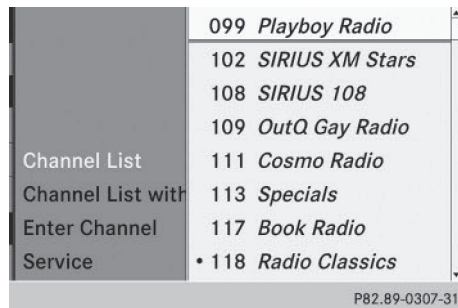 099 Playboy Radio
102 SIRIUS XM Stars
108 SIRIUS 108
109 OutQ Gay Radio
Channel List 111 Cosmo Radio
Channel List with 113 Specials
Enter Channel 117 Book Radio
Service • 118 Radio Classics
P82.89-0307-31